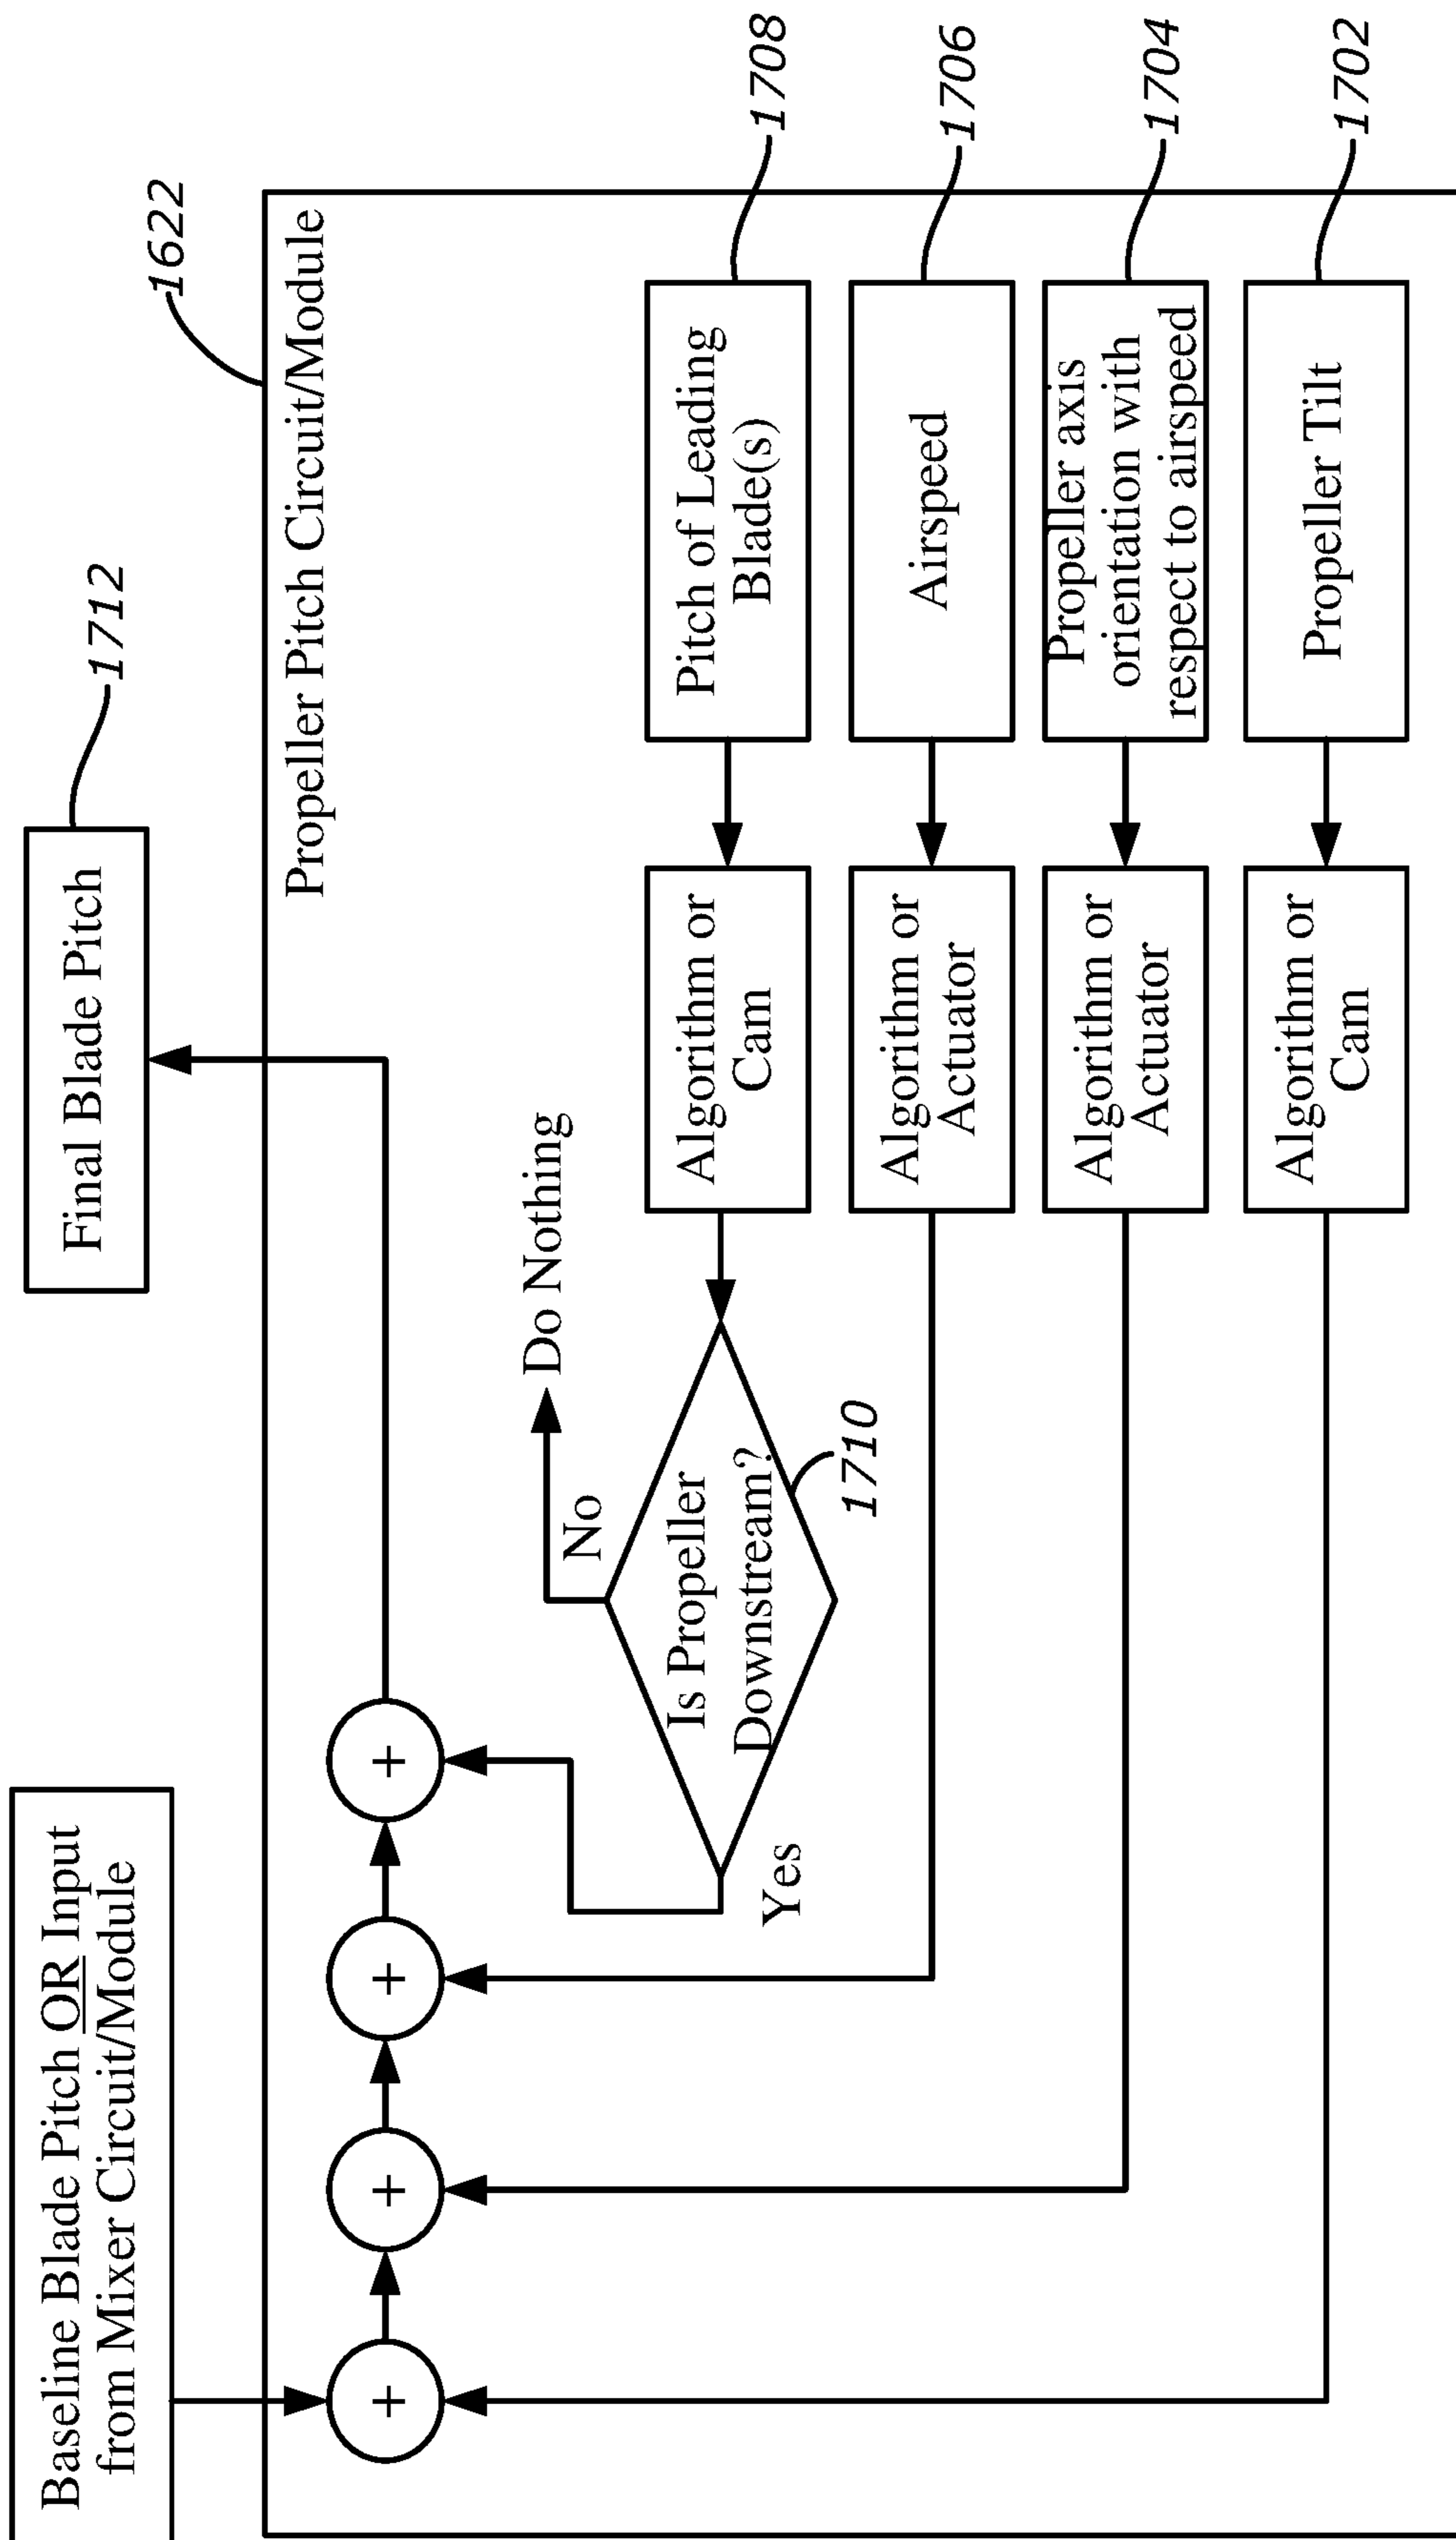 Baseline Blade Pitch OR Input
from Mixer Circuit/Module
Final Blade Pitch
1712
1622
Propeller Pitch Circuit/Module
+
+
+
+
Do Nothing
No
Yes
Is Propeller
Downstream?
1710
Algorithm or
Cam
Pitch of Leading
Blade(s)
1708
Algorithm or
Actuator
Airspeed
1706
Algorithm or
Actuator
Propeller axis
orientation with
respect to airspeed
1704
Algorithm or
Cam
Propeller Tilt
1702